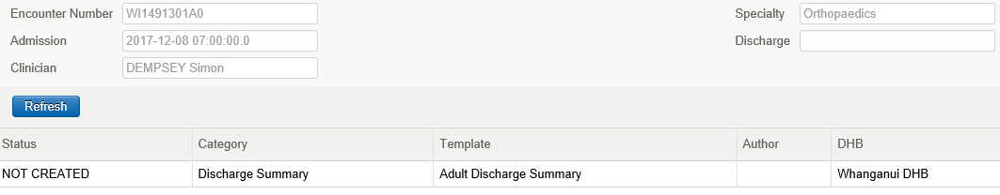 Encounter Number WI1491301A0 Specialty Orthopaedics
Admission 2017-12-08 07:00:00.0 Discharge
Clinician DEMPSEY Simon
Refresh
Status Category Template Author DHB
NOT CREATED Discharge Summary Adult Discharge Summary Whanganui DHB